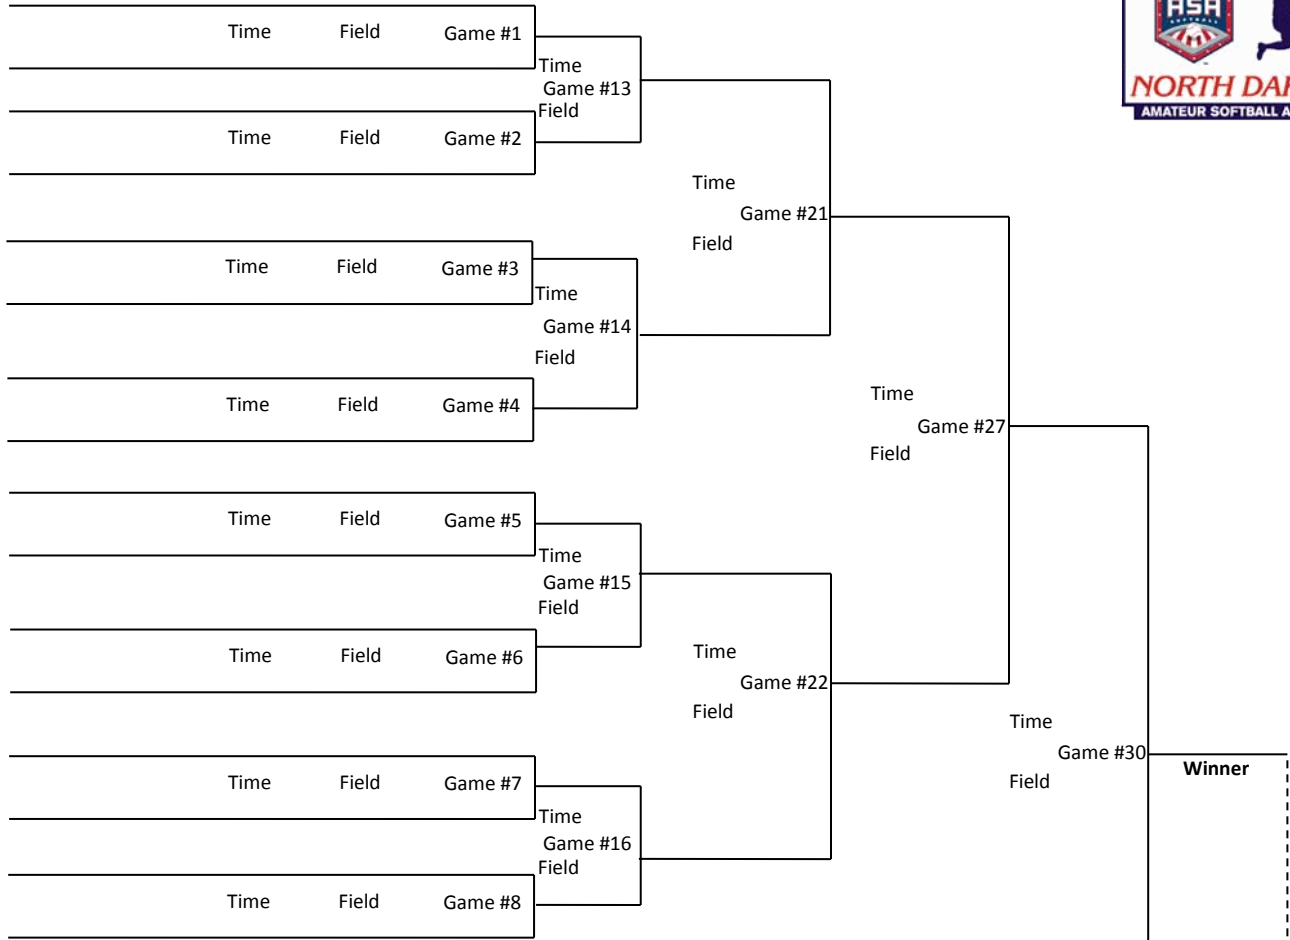 ASA
SOFTBALL
NORTH
AMATEUR SOFTBALL
Time Field Game #1
Time
Game #13
Field
Time Field Game #2
Time
Game #21
Field
Time Field Game #3
Time
Game #14
Field
Time Field Game #4
Time
Game #27
Field
Time Field Game #5
Time
Game #15
Field
Time Field Game #6
Time
Game #22
Field
Time
Game #30
Field
Winner
Time Field Game #7
Time
Game #16
Field
Time Field Game #8